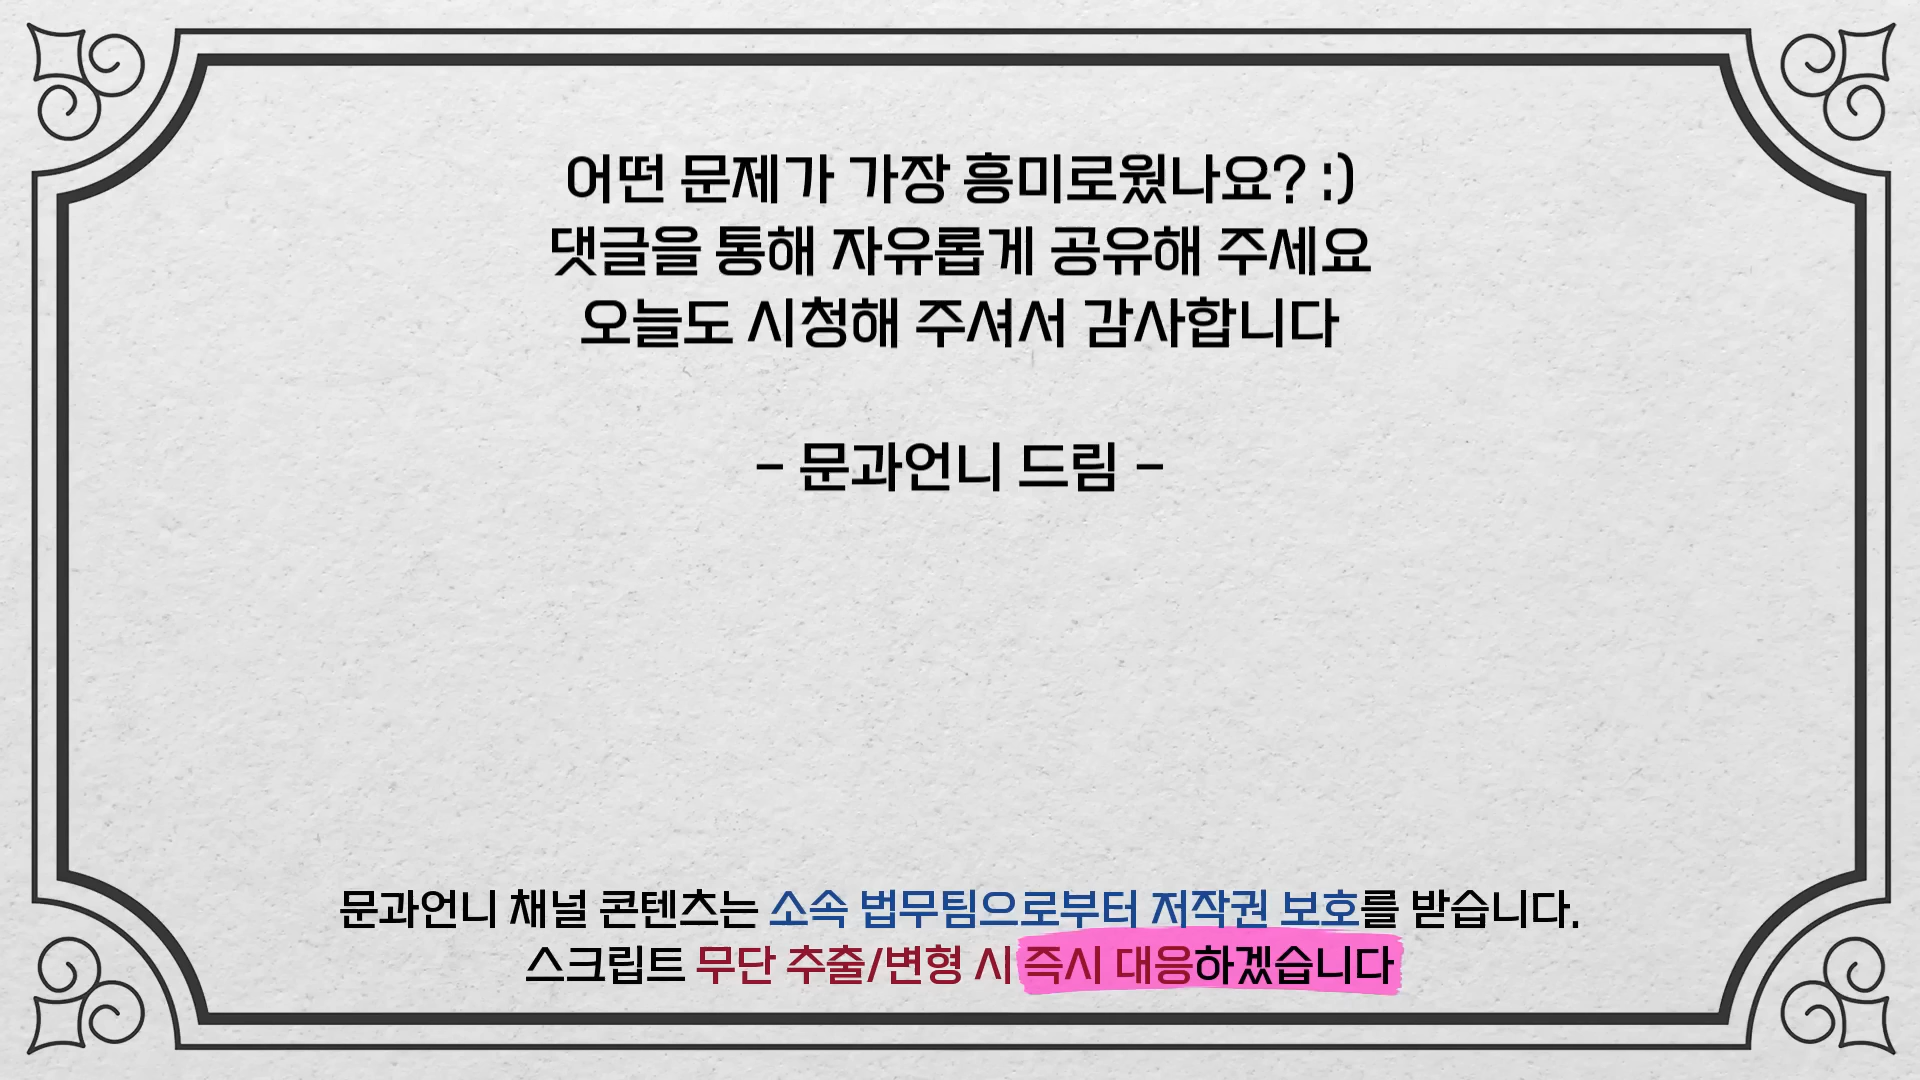 어떤 문제가 가장 흥미로웠나요? :)
댓글을 통해 자유롭게 공유해 주세요
오늘도 시청해 주셔서 감사합니다
- 문과언니 드림 -
문과언니 채널 콘텐츠는 소속 법무팀으로부터 저작권 보호를 받습니다.
스크립트 무단 추출/변형 시 즉시 대응하겠습니다